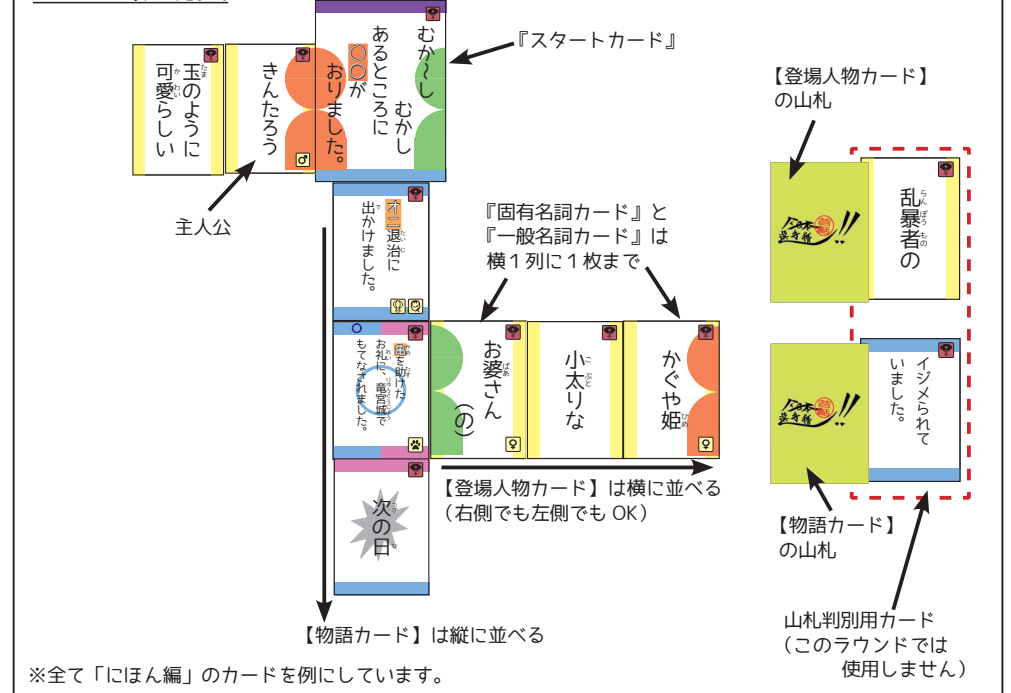 むか〜し むかし
あるところに
〇〇が
おりました。
『スタートカード』
きんたろう
玉のように
可愛らしい
主人公
オニ退治に
出かけました。
『固有名詞カード』と
『一般名詞カード』は
横１列に１枚まで
を助けた
お礼に、竜宮城で
もてなされました。
お婆さん
(の)
小太りな
かぐや姫
次の日
【登場人物カード】は横に並べる
（右側でも左側でも OK）
【物語カード】は縦に並べる
【登場人物カード】
の山札
乱暴者の
イジメられて
いました。
【物語カード】
の山札
山札判別用カード
（このラウンドでは
使用しません）
※全て「にほん編」のカードを例にしています。